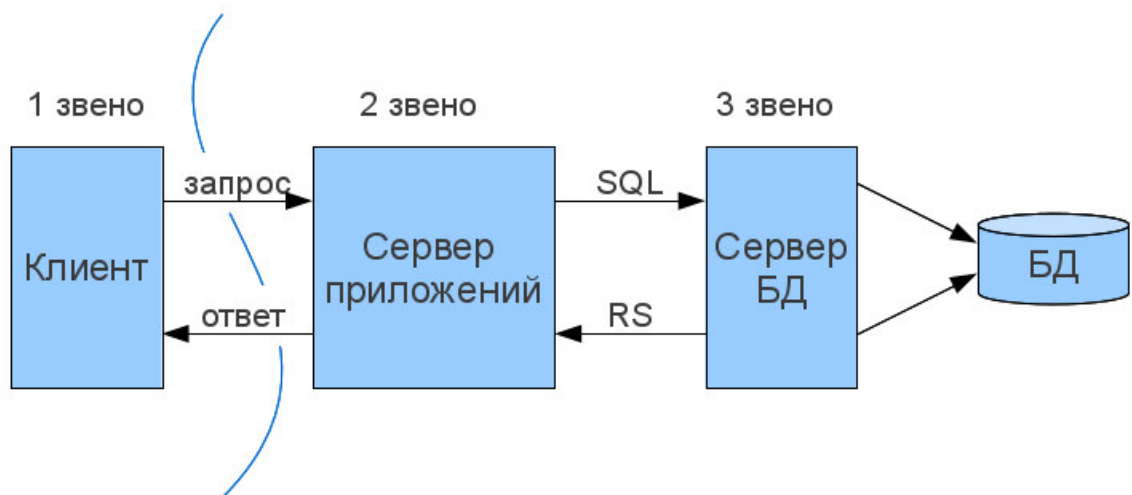 1 звено
2 звено
3 звено
запрос
SQL
Клиент
Сервер
приложений
Сервер
БД
БД
ответ
RS